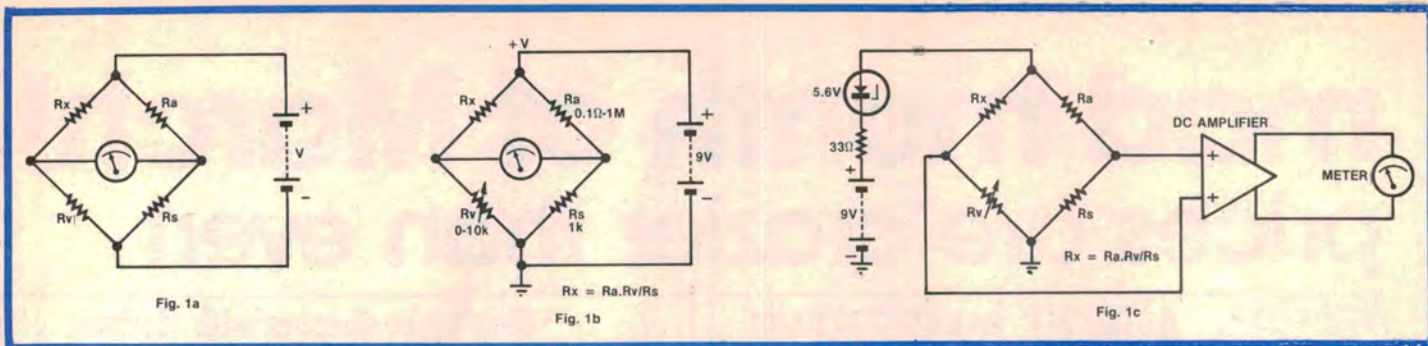 Rx
Ra
+
V
−
Rv
Rs
Fig. 1a
+V
Rx
Ra
0.1Ω-1M
+
9V
−
Rv
0-10k
Rs
1k
Rx = Ra.Rv/Rs
Fig. 1b
5.6V
33Ω
+
9V
−
Rx
Ra
Rv
Rs
DC AMPLIFIER
+
+
METER
Rx = Ra.Rv/Rs
Fig. 1c